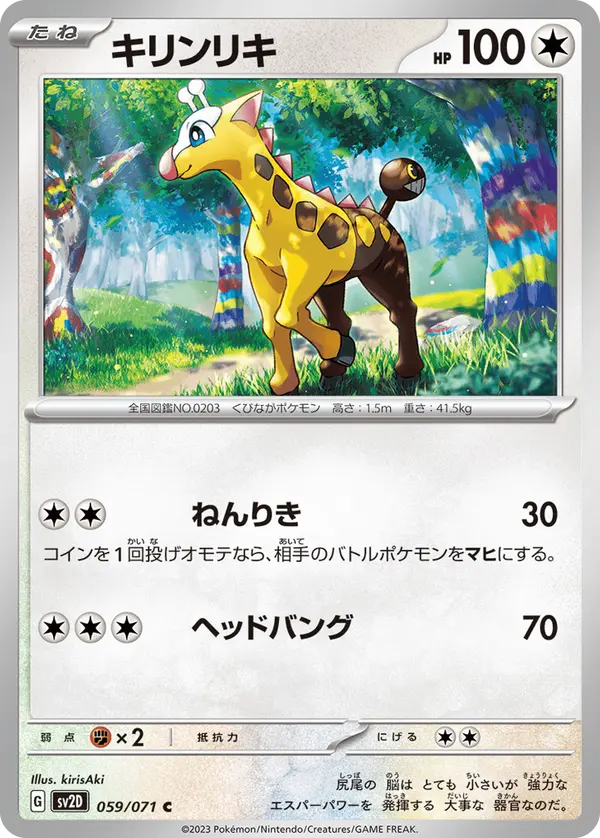 たね キリンリキ HP 100
全国図鑑NO.0203 くびながポケモン 高さ:1.5m 重さ:41.5kg
ねんりき 30
コインを1回投げオモテなら、相手のバトルポケモンをマヒにする。
ヘッドバング 70
弱点 ×2 抵抗力 にげる
Illus. kirisAki
G sv2D 059/071 C
尻尾の 脳は とても 小さいが 強力な
エスパーパワーを 発揮する 大事な 器官なのだ。
©2023 Pokémon/Nintendo/Creatures/GAME FREAK.